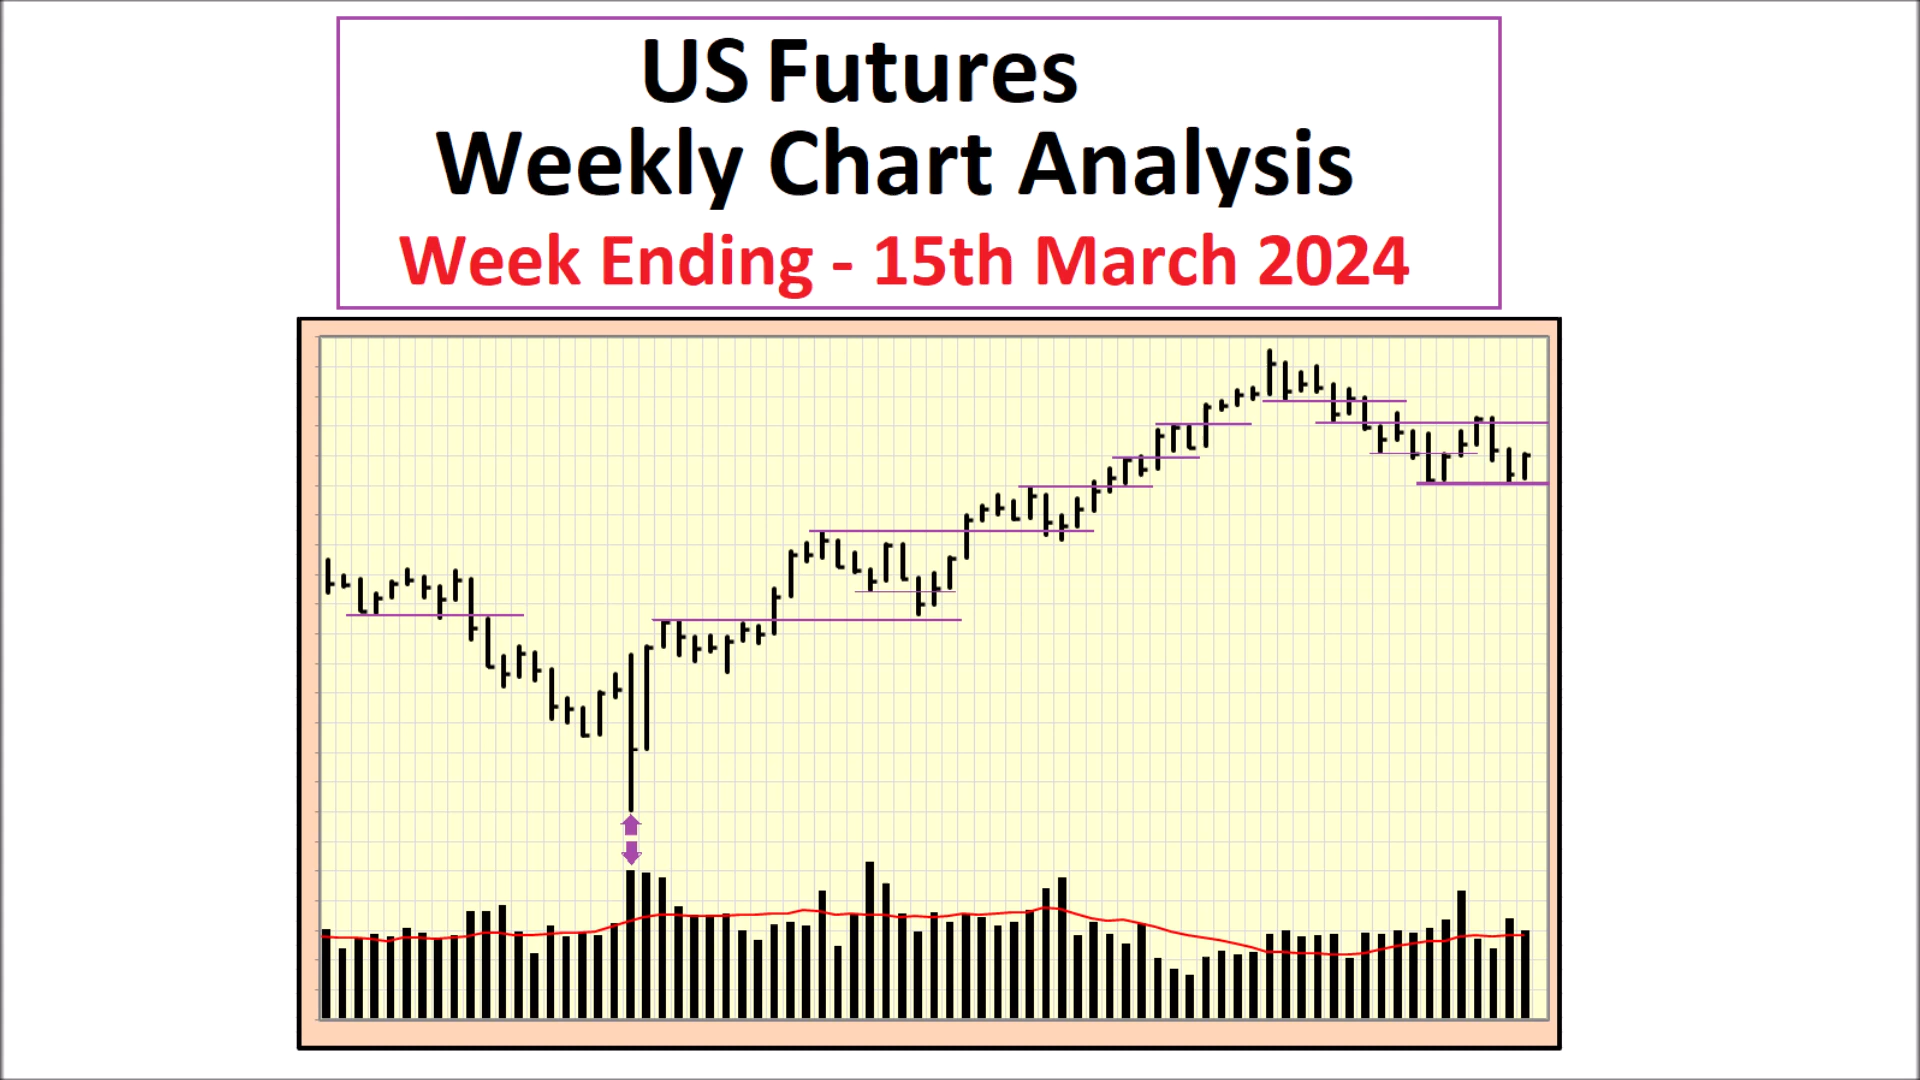 US Futures
Weekly Chart Analysis
Week Ending - 15th March 2024